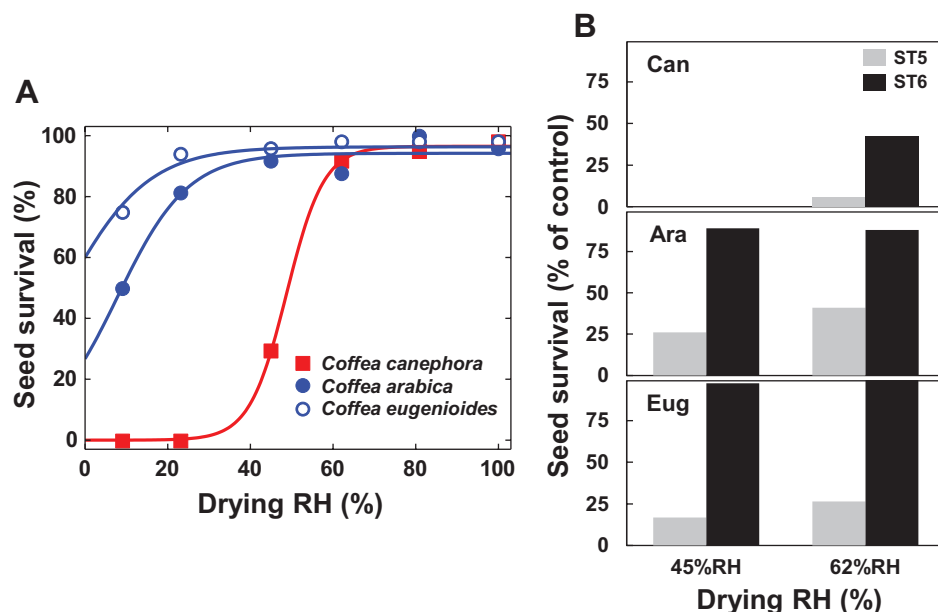 A
Seed survival (%)
100
80
60
40
20
0
Coffea canephora
Coffea arabica
Coffea eugenioides
0 20 40 60 80 100
Drying RH (%)
B
Seed survival (% of control)
Can
ST5
ST6
75
50
25
0
Ara
75
50
25
0
Eug
75
50
25
0
45%RH 62%RH
Drying RH (%)